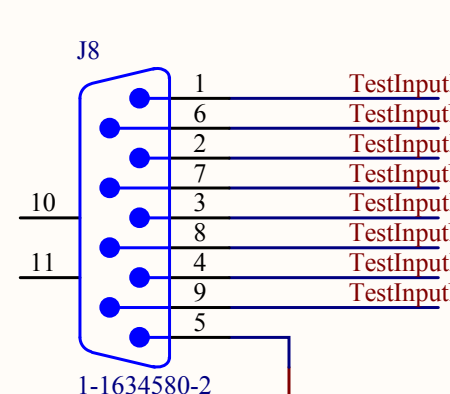 J8
1 TestInput
6 TestInput
2 TestInput
7 TestInput
10
3 TestInput
8 TestInput
11
4 TestInput
9 TestInput
5
1-1634580-2